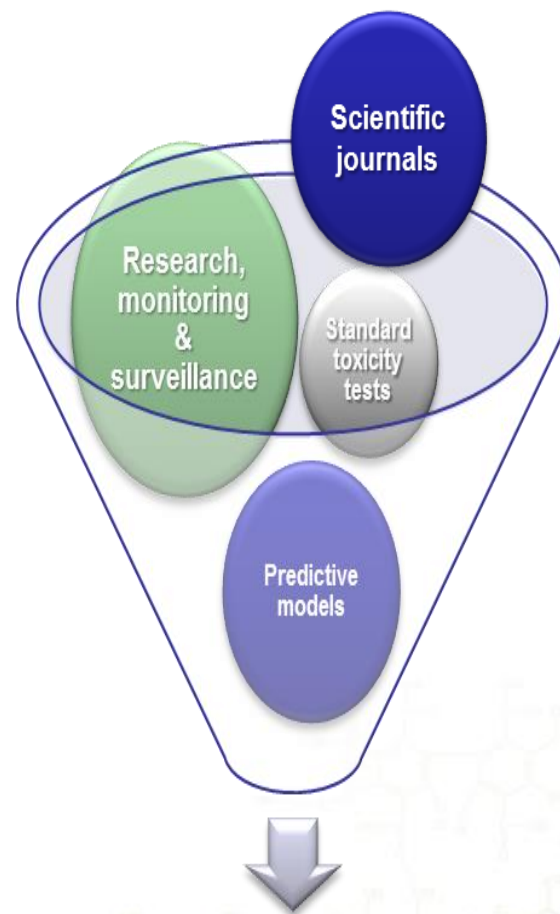 Scientific
journals
Research,
monitoring
&
surveillance
Standard
toxicity
tests
Predictive
models